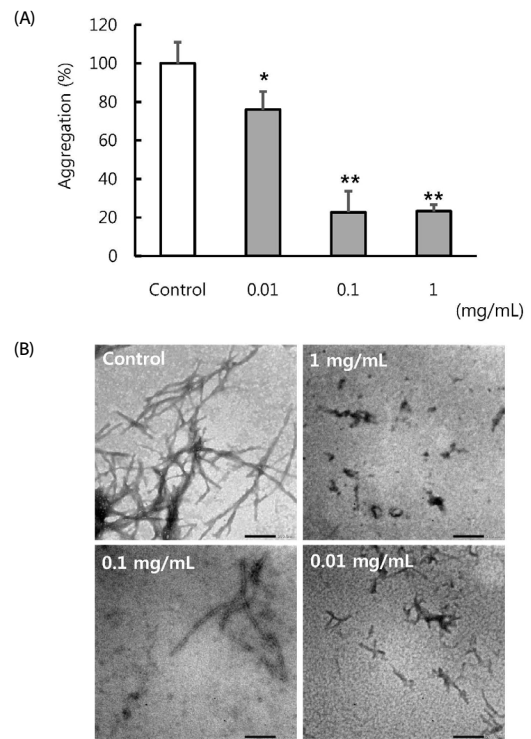 (A)
Aggregation (%)
120
100
80
60
40
20
0
*
**
**
Control 0.01 0.1 1
(mg/mL)
(B)
Control
1 mg/mL
0.1 mg/mL
0.01 mg/mL